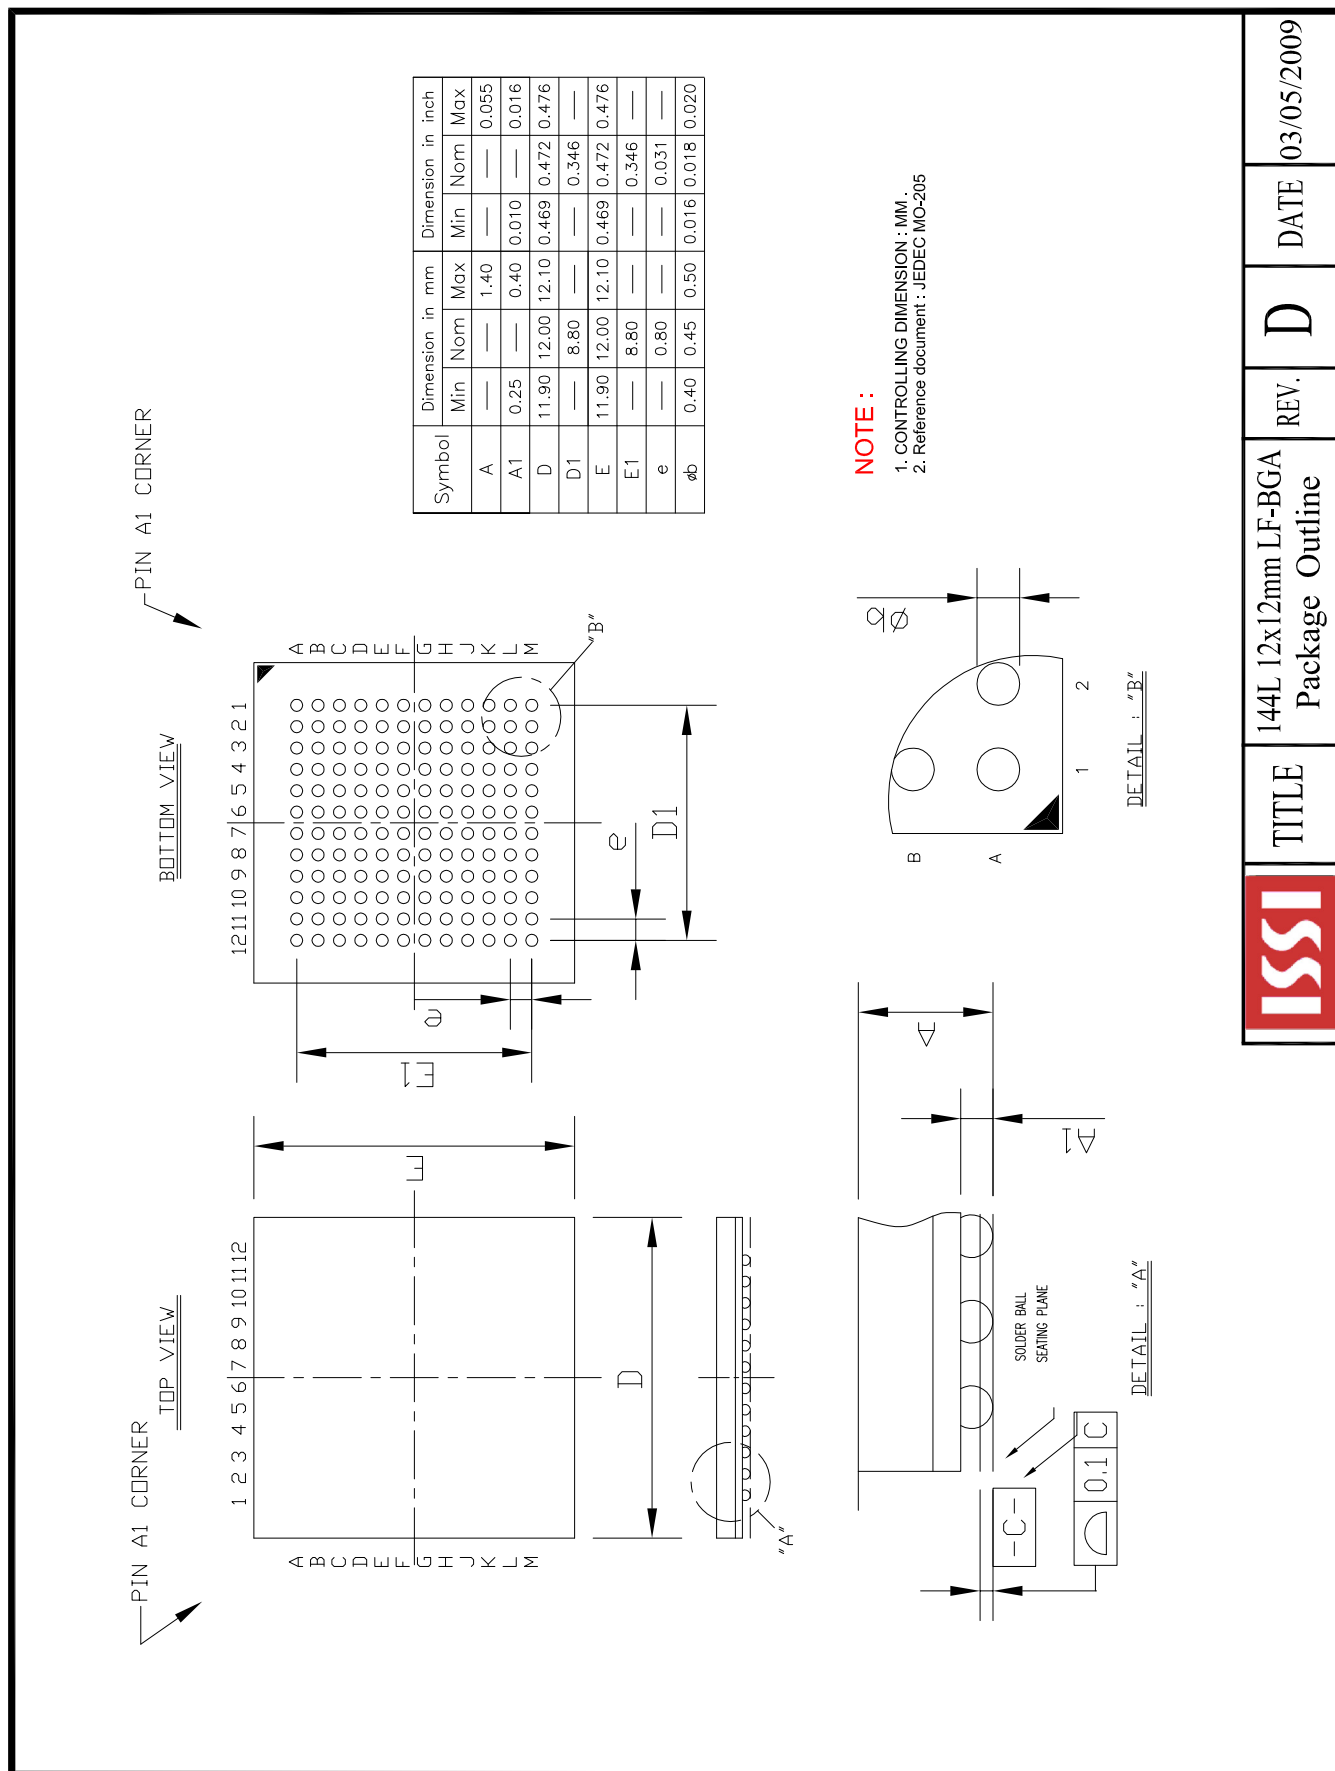 PIN A1 CORNER
TOP VIEW
1 2 3 4 5 6 7 8 9 10 11 12
A
B
C
D
E
F
G
H
J
K
L
M
E
D
"A"
PIN A1 CORNER
BOTTOM VIEW
12 11 10 9 8 7 6 5 4 3 2 1
A
B
C
D
E
F
G
H
J
K
L
M
"B"
E1
e
e
D1
Symbol Dimension in mm Dimension in inch
Min Nom Max Min Nom Max
A — — 1.40 — — 0.055
A1 0.25 — 0.40 0.010 — 0.016
D 11.90 12.00 12.10 0.469 0.472 0.476
D1 — 8.80 — — 0.346 —
E 11.90 12.00 12.10 0.469 0.472 0.476
E1 — 8.80 — — 0.346 —
e — 0.80 — — 0.031 —
øb 0.40 0.45 0.50 0.016 0.018 0.020
A
A1
SOLDER BALL
SEATING PLANE
-C-
0.1 C
DETAIL : "A"
øb
B
A
1 2
DETAIL : "B"
NOTE :
1. CONTROLLING DIMENSION : MM .
2. Reference document : JEDEC MO-205
ISSI
TITLE
144L 12x12mm LF-BGA
Package Outline
REV.
D
DATE
03/05/2009